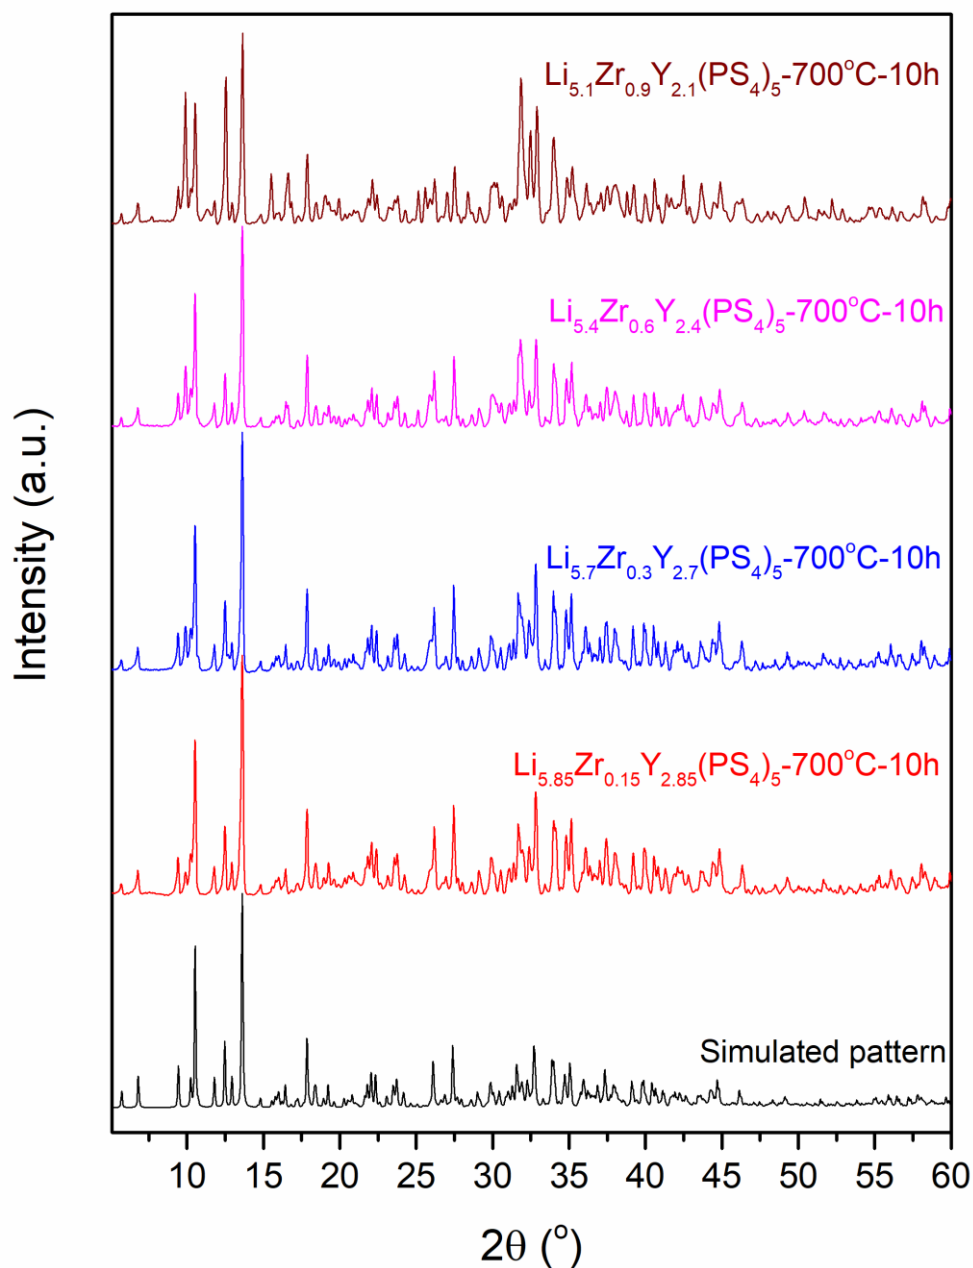 Li5.1Zr0.9Y2.1(PS4)5-700oC-10h
Li5.4Zr0.6Y2.4(PS4)5-700oC-10h
Li5.7Zr0.3Y2.7(PS4)5-700oC-10h
Li5.85Zr0.15Y2.85(PS4)5-700oC-10h
Simulated pattern
Intensity (a.u.)
10 15 20 25 30 35 40 45 50 55 60
2θ (o)